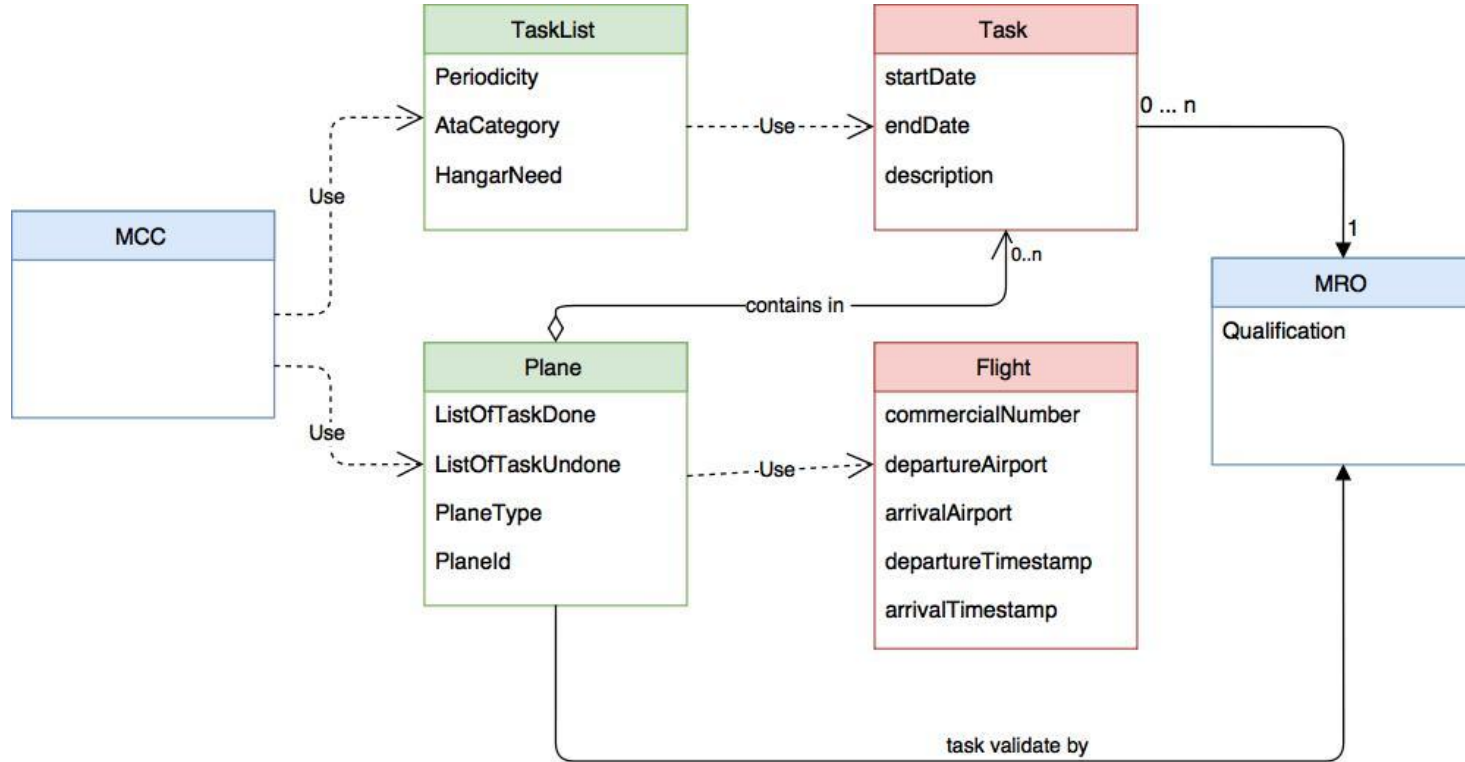 TaskList
Periodicity
AtaCategory
HangarNeed
Task
startDate
endDate
description
Use
0 ... n
1
Use
MCC
MRO
Qualification
0..n
contains in
Plane
ListOfTaskDone
ListOfTaskUndone
PlaneType
PlaneId
Use
Use
Flight
commercialNumber
departureAirport
arrivalAirport
departureTimestamp
arrivalTimestamp
task validate by